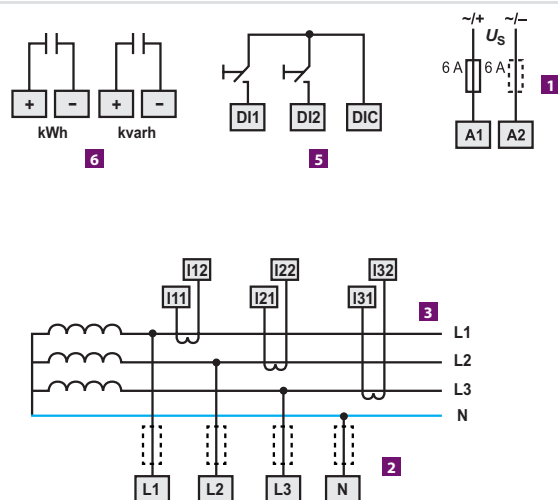 ~/+ ~/–
U_S
6 A 6 A
1
+ – + –
DI1 DI2 DIC
A1 A2
kWh kvarh
6
5
I12 I22 I32
I11 I21 I31
3
L1
L2
L3
N
2
L1 L2 L3 N